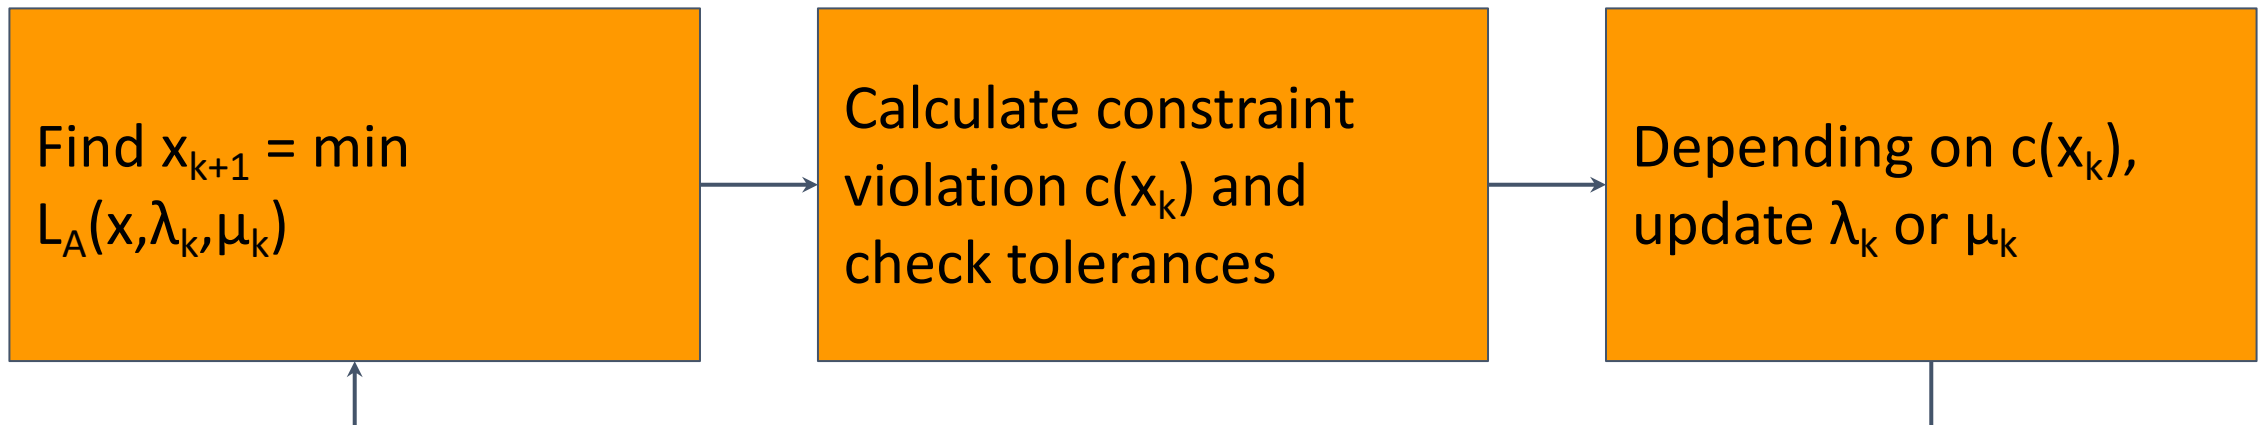 Find xₖ₊₁ = min
L_A(x,λₖ,μₖ)
Calculate constraint
violation c(xₖ) and
check tolerances
Depending on c(xₖ),
update λₖ or μₖ